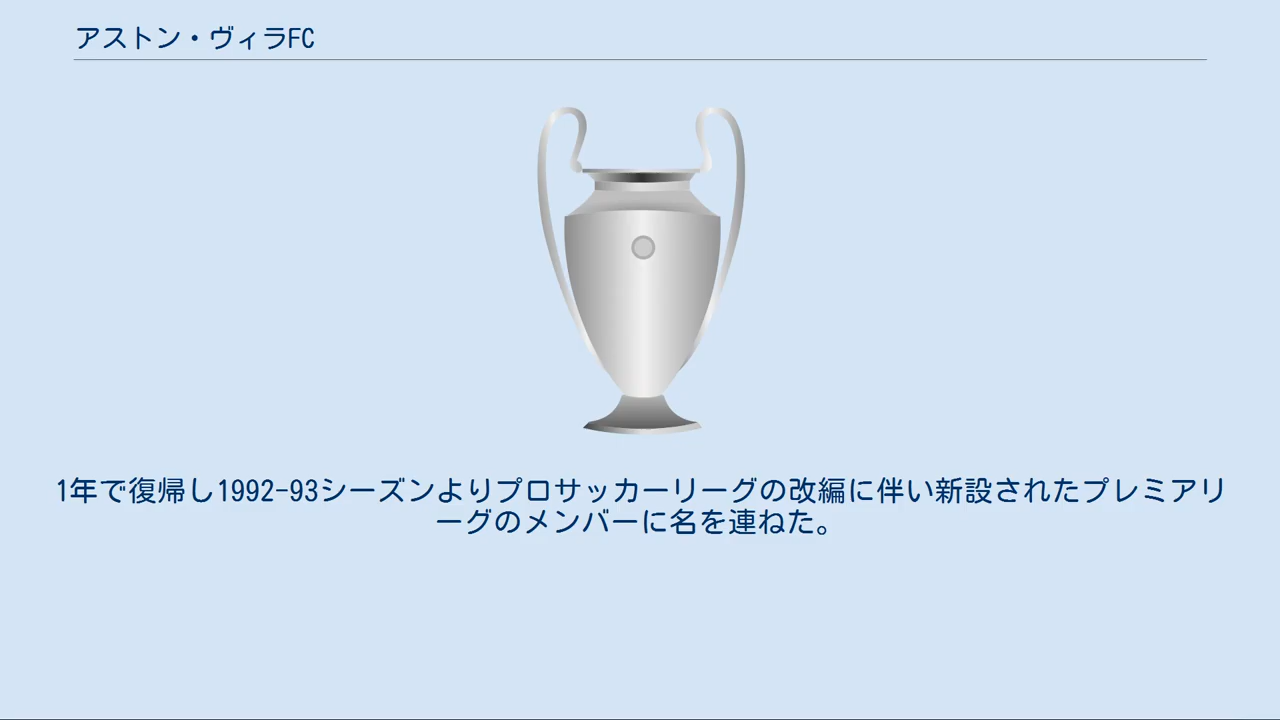 アストン・ヴィラFC
1年で復帰し1992-93シーズンよりプロサッカーリーグの改編に伴い新設されたプレミアリ
ーグのメンバーに名を連ねた。